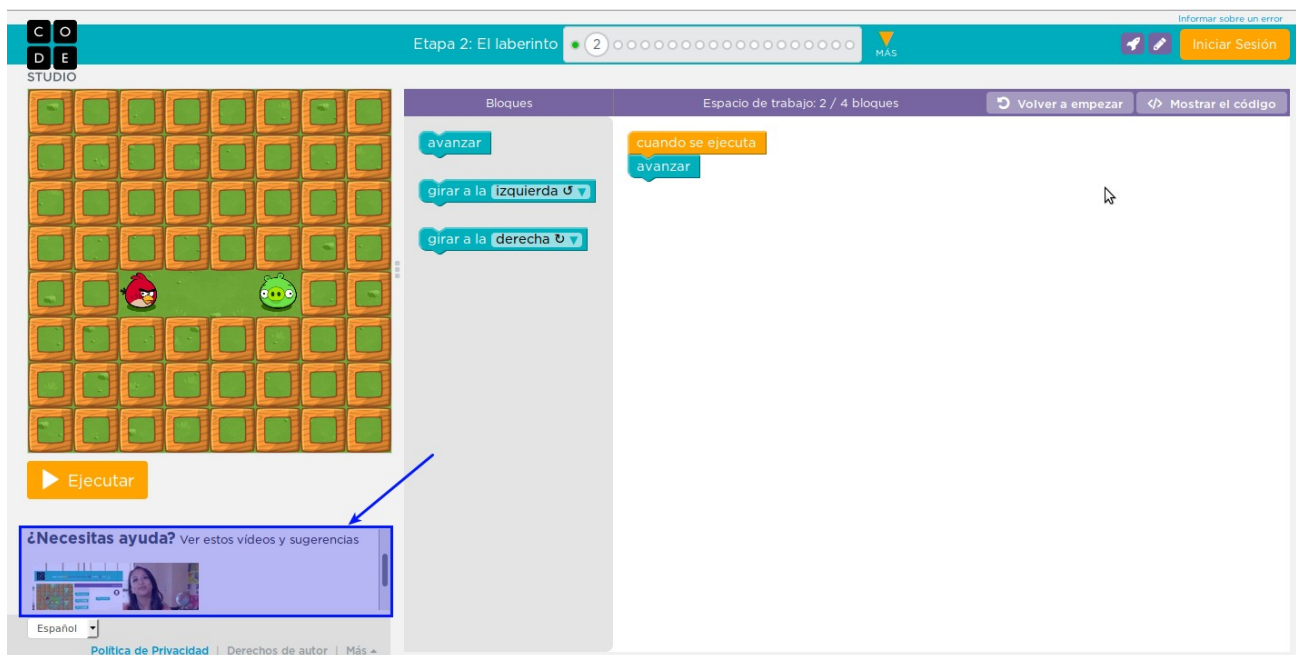 Informar sobre un error
C O
D E
STUDIO
Etapa 2: El laberinto
2
MÁS
Iniciar Sesión
Bloques
Espacio de trabajo: 2 / 4 bloques
Volver a empezar
</> Mostrar el código
avanzar
girar a la izquierda ↺ ▼
girar a la derecha ↻ ▼
cuando se ejecuta
avanzar
Ejecutar
¿Necesitas ayuda? Ver estos vídeos y sugerencias
Español
Política de Privacidad | Derechos de autor | Más